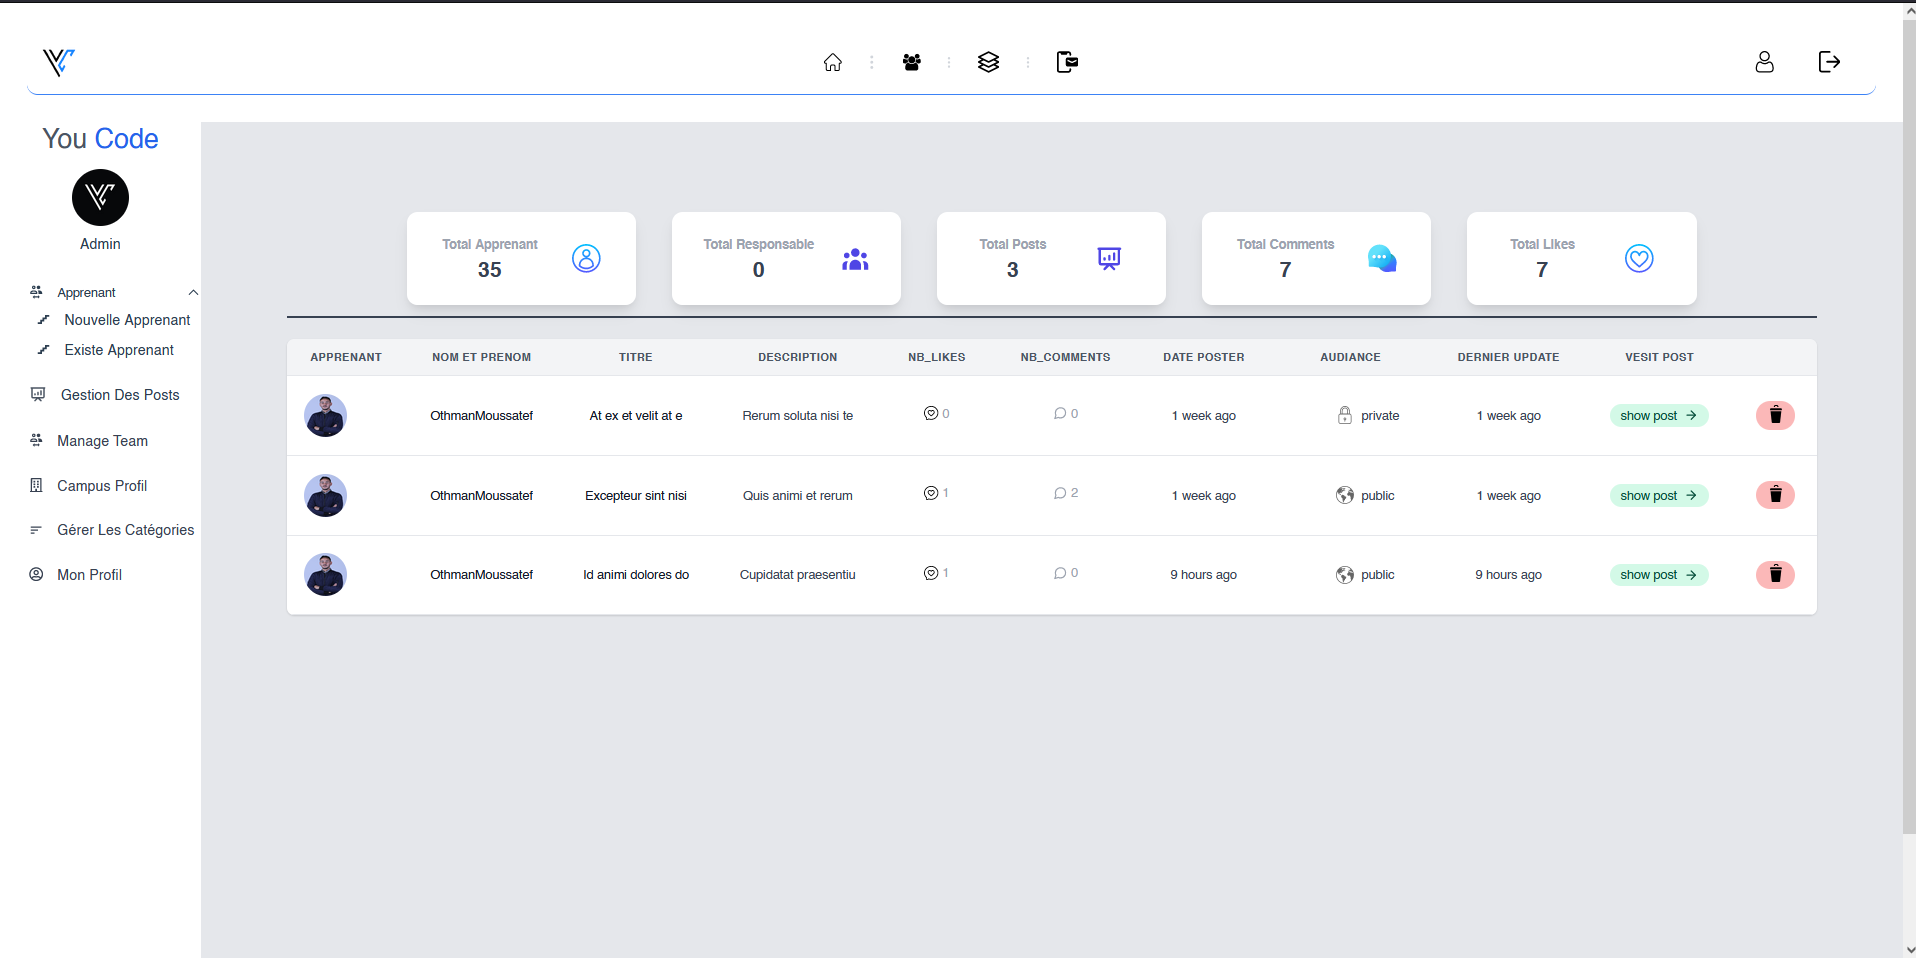 You Code
Admin
Apprenant
Nouvelle Apprenant
Existe Apprenant
Gestion Des Posts
Manage Team
Campus Profil
Gérer Les Catégories
Mon Profil
Total Apprenant
35
Total Responsable
0
Total Posts
3
Total Comments
7
Total Likes
7
APPRENANT NOM ET PRENOM TITRE DESCRIPTION NB_LIKES NB_COMMENTS DATE POSTER AUDIANCE DERNIER UPDATE VESIT POST
OthmanMoussatef At ex et velit at e Rerum soluta nisi te 0 0 1 week ago private 1 week ago show post
OthmanMoussatef Excepteur sint nisi Quis animi et rerum 1 2 1 week ago public 1 week ago show post
OthmanMoussatef Id animi dolores do Cupidatat praesentiu 1 0 9 hours ago public 9 hours ago show post